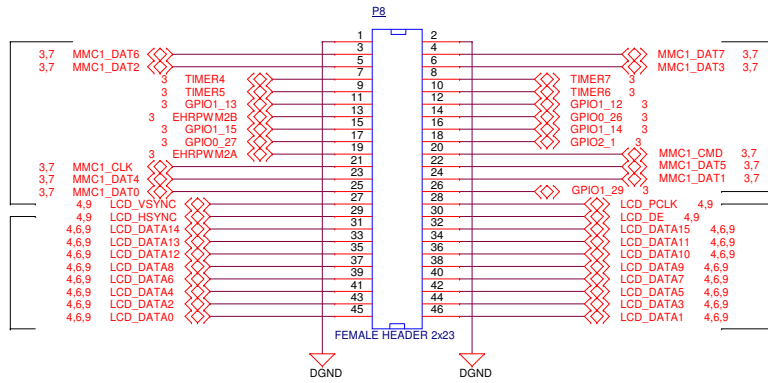 P8
1 2
3 4
3,7 MMC1_DAT6 5 6 MMC1_DAT7 3,7
3,7 MMC1_DAT2 7 8 MMC1_DAT3 3,7
3 TIMER4 9 10 TIMER7 3
3 TIMER5 11 12 TIMER6 3
3 GPIO1_13 13 14 GPIO1_12 3
3 EHRPWM2B 15 16 GPIO0_26 3
3 GPIO1_15 17 18 GPIO1_14 3
3 GPIO0_27 19 20 GPIO2_1 3
3 EHRPWM2A 21 22 MMC1_CMD 3,7
3,7 MMC1_CLK 23 24 MMC1_DAT5 3,7
3,7 MMC1_DAT4 25 26 MMC1_DAT1 3,7
3,7 MMC1_DAT0 27 28 GPIO1_29 3
4,9 LCD_VSYNC 29 30 LCD_PCLK 4,9
4,9 LCD_HSYNC 31 32 LCD_DE 4,9
4,6,9 LCD_DATA14 33 34 LCD_DATA15 4,6,9
4,6,9 LCD_DATA13 35 36 LCD_DATA11 4,6,9
4,6,9 LCD_DATA12 37 38 LCD_DATA10 4,6,9
4,6,9 LCD_DATA8 39 40 LCD_DATA9 4,6,9
4,6,9 LCD_DATA6 41 42 LCD_DATA7 4,6,9
4,6,9 LCD_DATA4 43 44 LCD_DATA5 4,6,9
4,6,9 LCD_DATA2 45 46 LCD_DATA3 4,6,9
4,6,9 LCD_DATA0 LCD_DATA1 4,6,9
FEMALE HEADER 2x23
DGND DGND